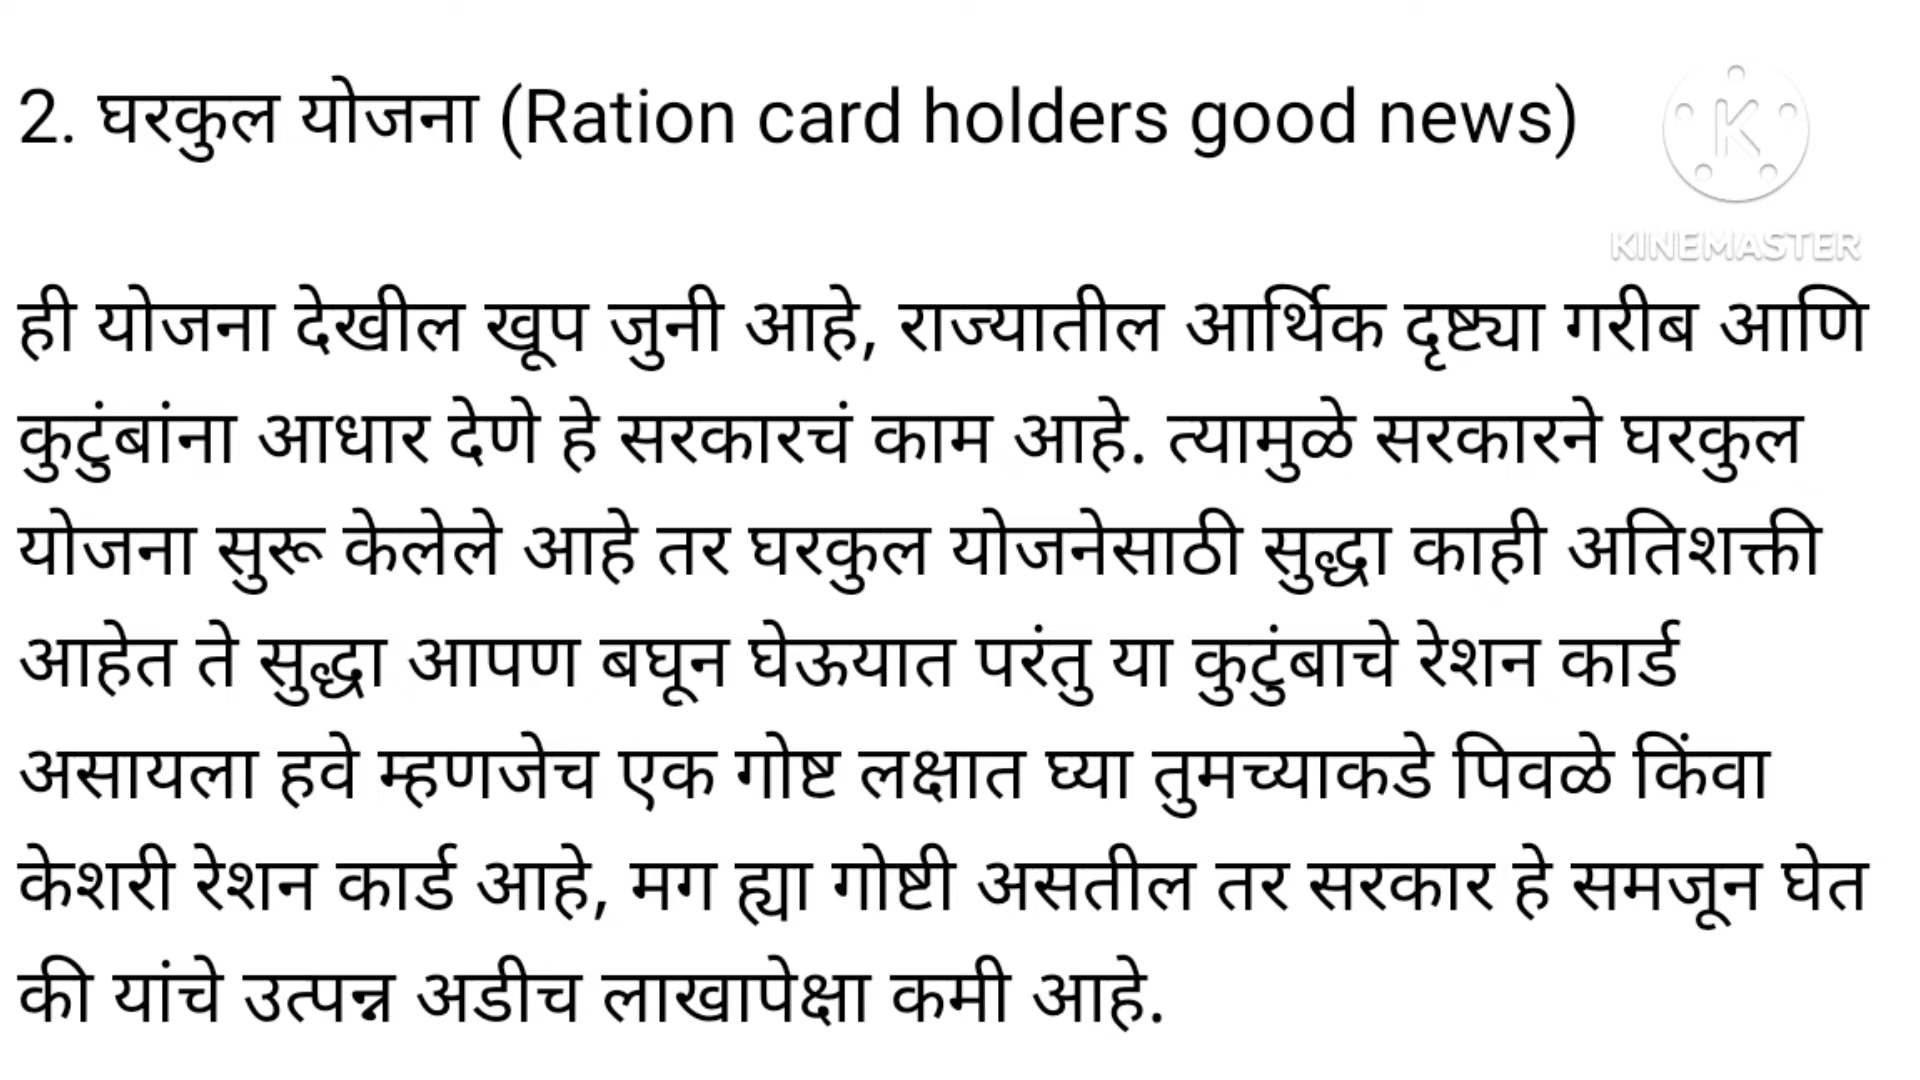 2. घरकुल योजना (Ration card holders good news)
K
KINEMASTER
ही योजना देखील खूप जुनी आहे, राज्यातील आर्थिक दृष्ट्या गरीब आणि
कुटुंबांना आधार देणे हे सरकारचं काम आहे. त्यामुळे सरकारने घरकुल
योजना सुरू केलेले आहे तर घरकुल योजनेसाठी सुद्धा काही अतिशक्ती
आहेत ते सुद्धा आपण बघून घेऊयात परंतु या कुटुंबाचे रेशन कार्ड
असायला हवे म्हणजेच एक गोष्ट लक्षात घ्या तुमच्याकडे पिवळे किंवा
केशरी रेशन कार्ड आहे, मग ह्या गोष्टी असतील तर सरकार हे समजून घेत
की यांचे उत्पन्न अडीच लाखापेक्षा कमी आहे.